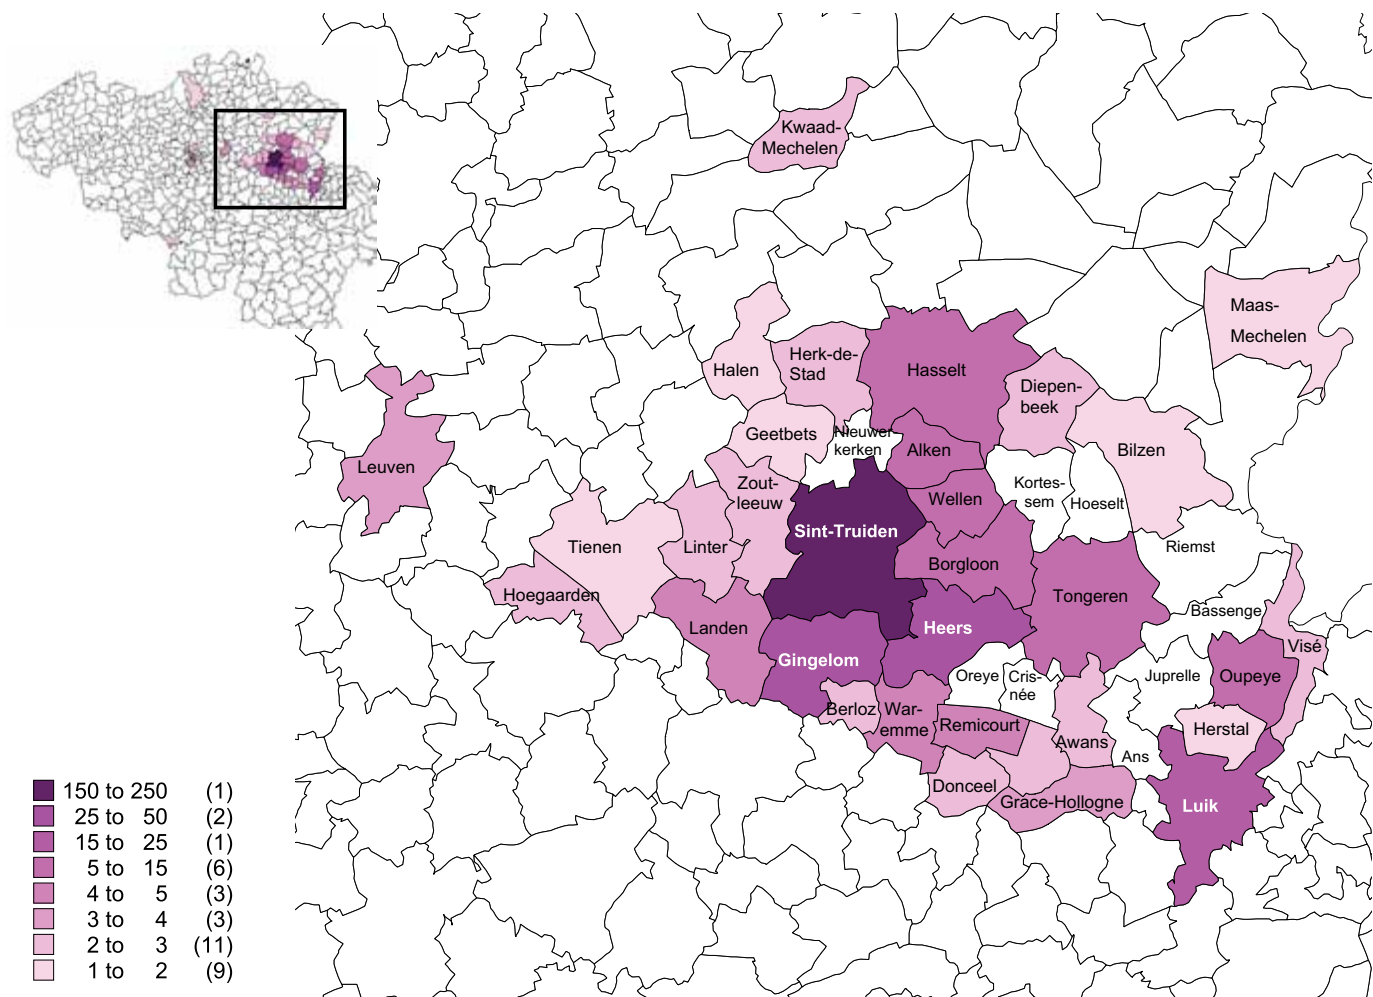 Kwaad-
Mechelen
Maas-
Mechelen
Halen
Herk-de-
Stad
Hasselt
Diepen-
beek
Geetbets
Nieuwer
kerken
Alken
Bilzen
Leuven
Zout-
leeuw
Wellen
Kortes-
sem
Hoeselt
Sint-Truiden
Tienen
Linter
Riemst
Borgloon
Hoegaarden
Tongeren
Bassenge
Landen
Heers
Visé
Gingelom
Oreye
Cris-
née
Juprelle
Oupeye
Berloz
War-
emme
Remicourt
Awans
Herstal
Ans
Donceel
Grace-Hollogne
Luik
150 to 250 (1)
25 to 50 (2)
15 to 25 (1)
5 to 15 (6)
4 to 5 (3)
3 to 4 (3)
2 to 3 (11)
1 to 2 (9)